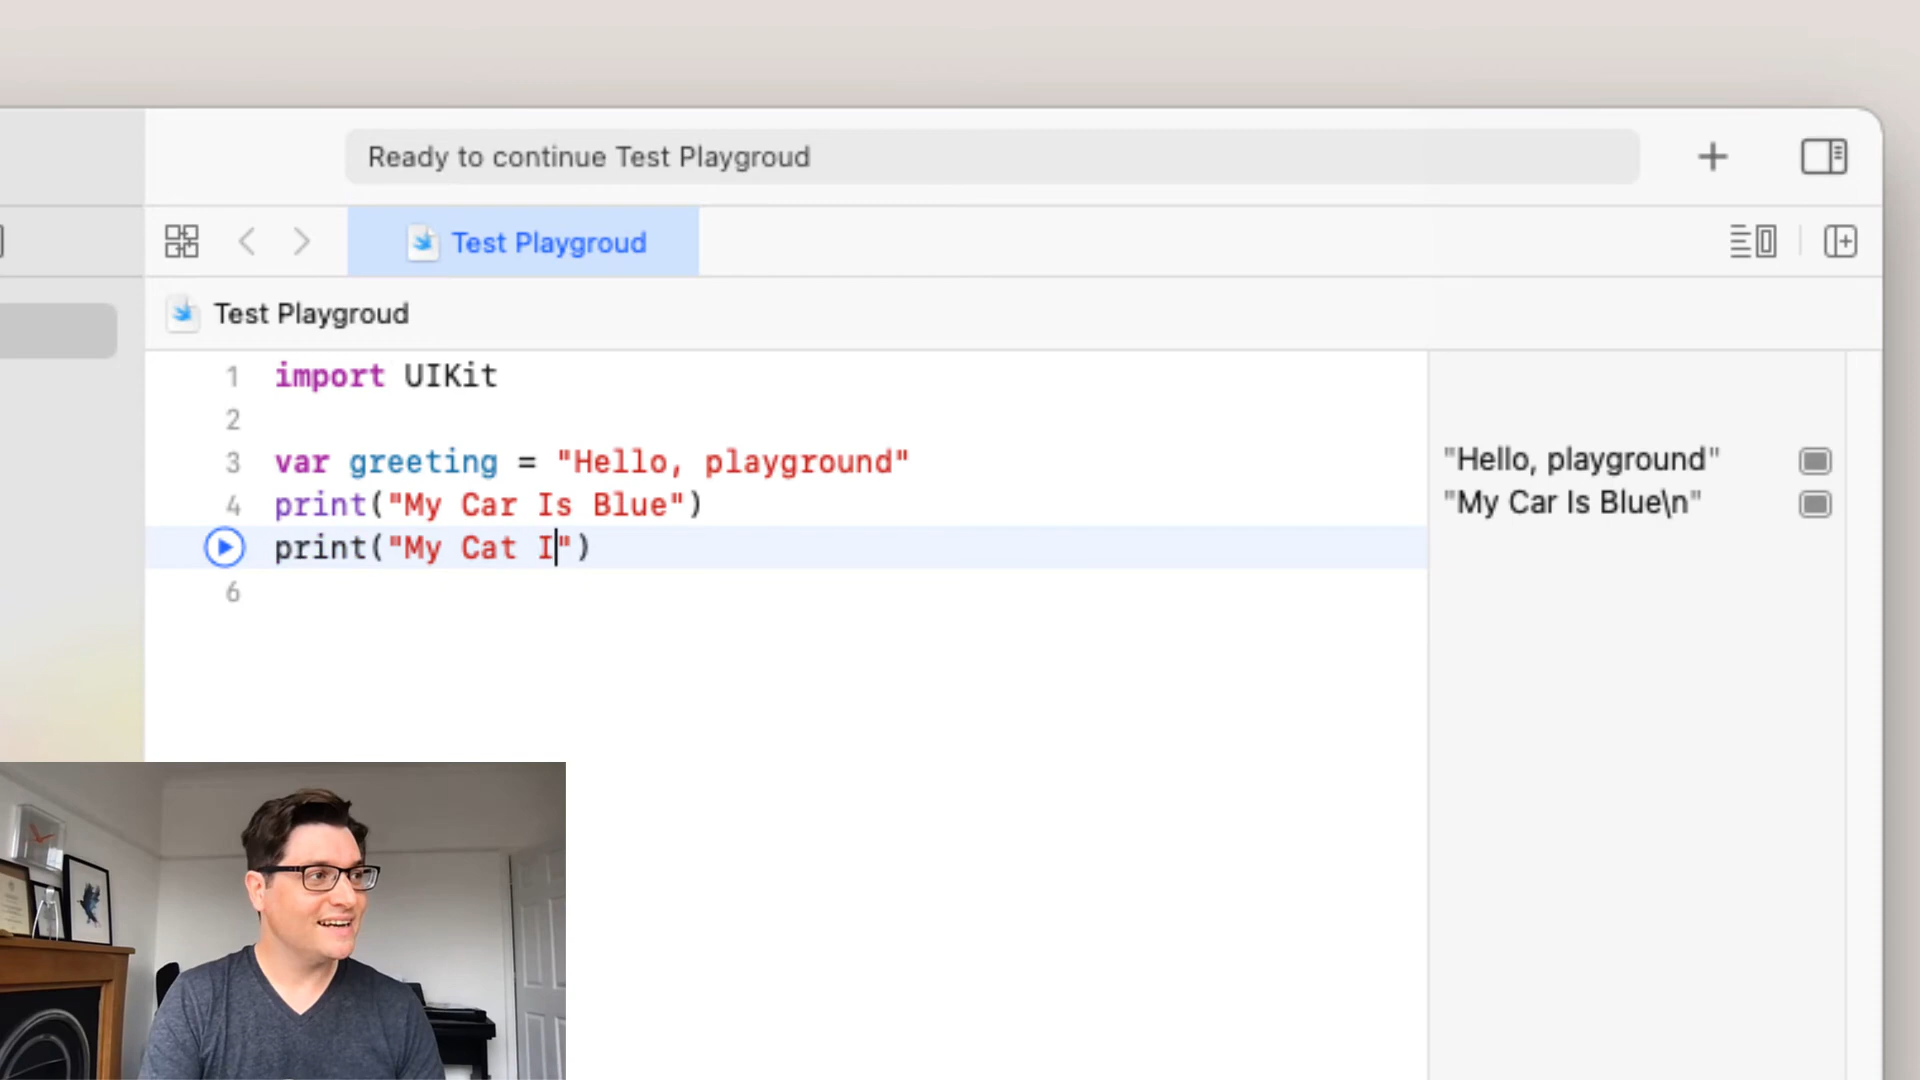 Ready to continue Test Playgroud
Test Playgroud
Test Playgroud
1 import UIKit
2
3 var greeting = "Hello, playground"
"Hello, playground"
4 print("My Car Is Blue")
"My Car Is Blue\n"
print("My Cat I")
6